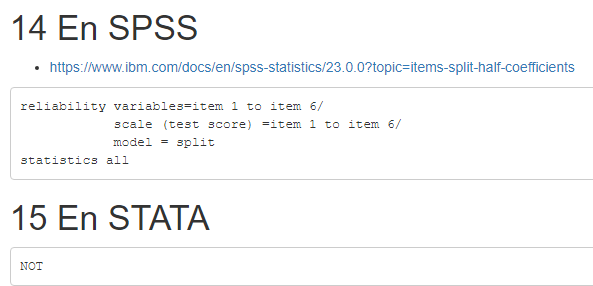 14 En SPSS
https://www.ibm.com/docs/en/spss-statistics/23.0.0?topic=items-split-half-coefficients
reliability variables=item 1 to item 6/
scale (test score) =item 1 to item 6/
model = split
statistics all
15 En STATA
NOT